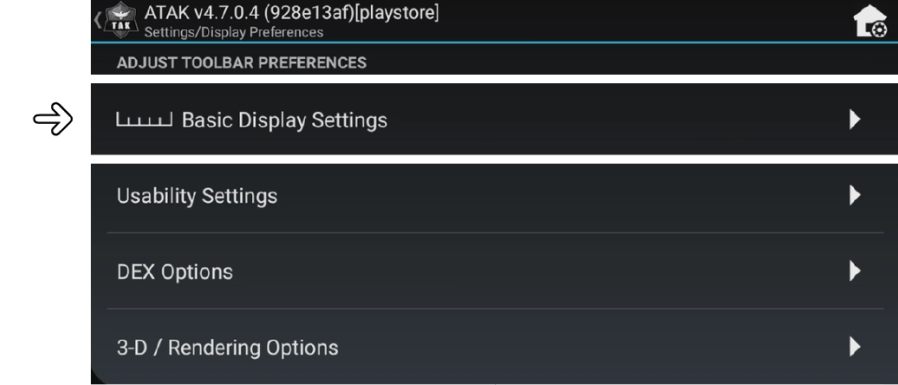 ATAK v4.7.0.4 (928e13af)[playstore]
TAK
Settings/Display Preferences
ADJUST TOOLBAR PREFERENCES
Basic Display Settings
Usability Settings
DEX Options
3-D / Rendering Options